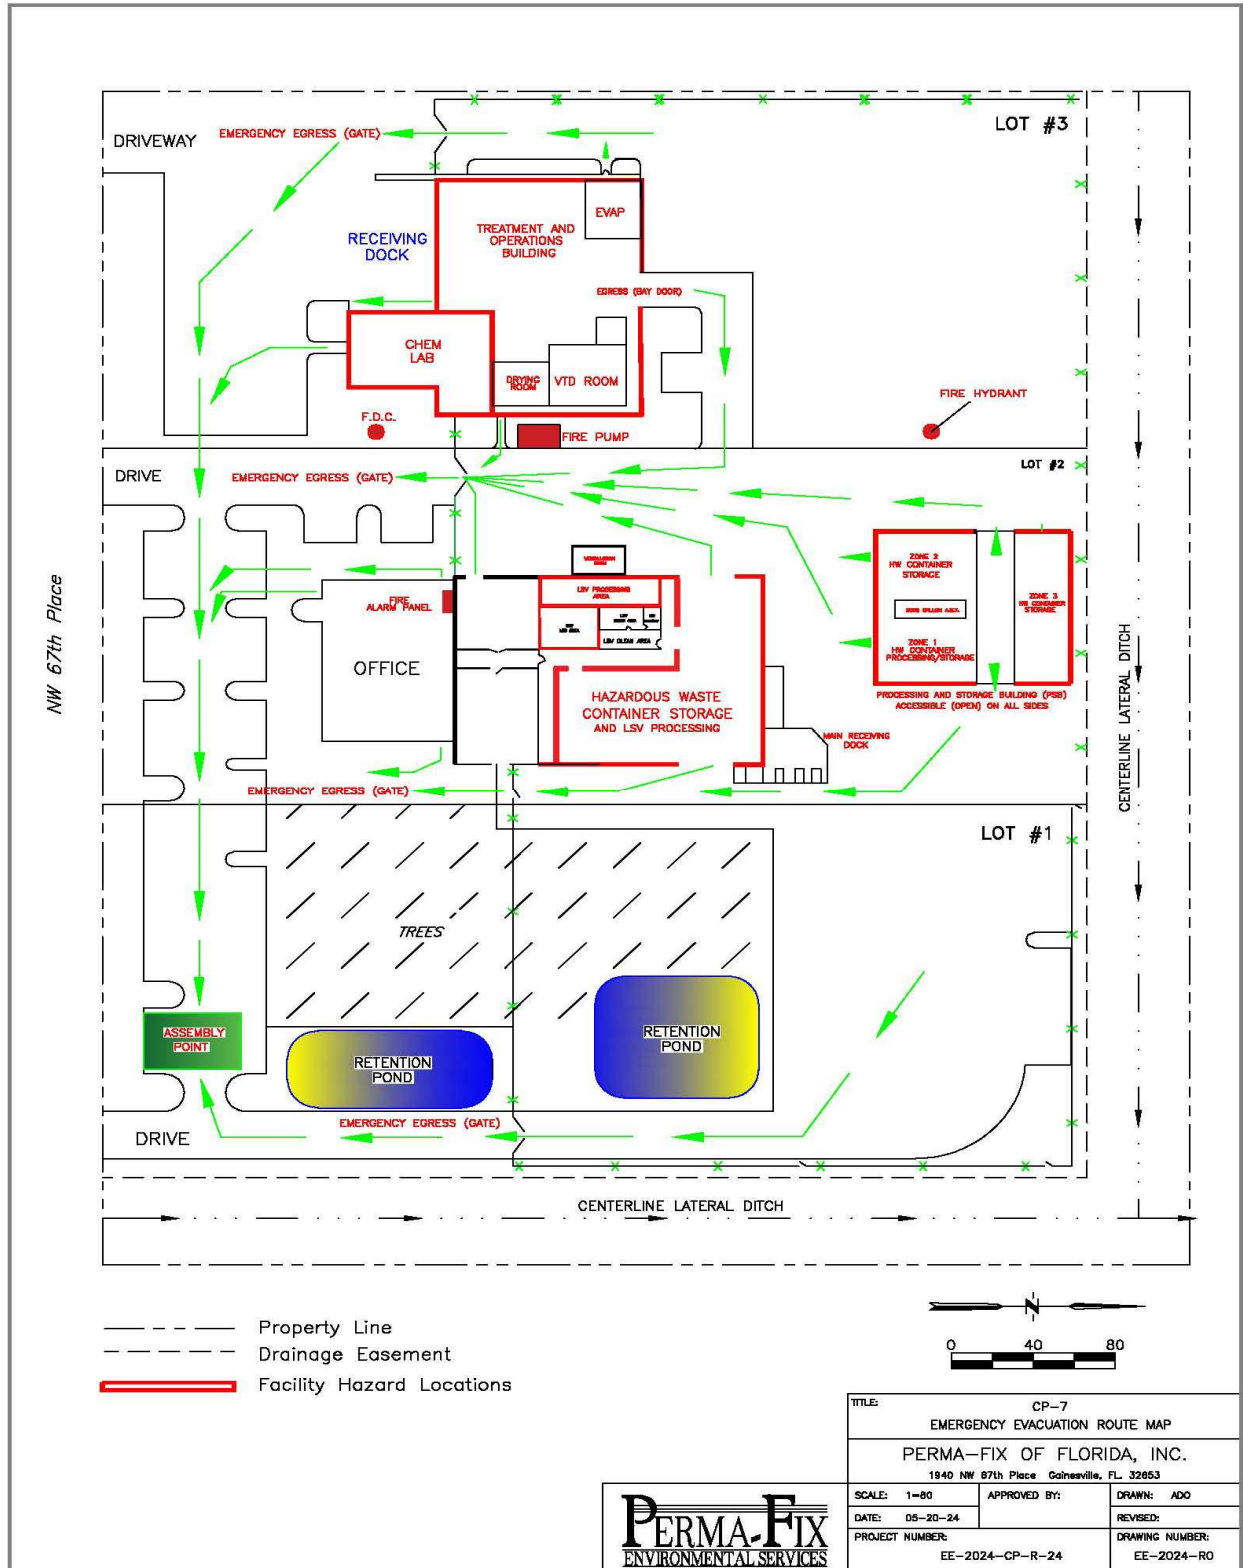 LOT #3
DRIVEWAY
EMERGENCY EGRESS (GATE)
EVAP
TREATMENT AND
OPERATIONS
BUILDING
RECEIVING
DOCK
EGRESS (BAY DOOR)
CHEM
LAB
DRYING
ROOM
VTD ROOM
F.D.C.
FIRE PUMP
FIRE HYDRANT
LOT #2
DRIVE
EMERGENCY EGRESS (GATE)
ZONE 2
HW CONTAINER
STORAGE
ZONE 3
HW CONTAINER
STORAGE
ZONE 1
HW CONTAINER
PROCESSING/STORAGE
PROCESSING AND STORAGE BUILDING (PSB)
ACCESSIBLE (OPEN) ON ALL SIDES
LSV PROCESSING
AREA
LSV CLEAN AREA
FIRE
ALARM PANEL
OFFICE
HAZARDOUS WASTE
CONTAINER STORAGE
AND LSV PROCESSING
MAIN RECEIVING
DOCK
NW 67th Place
CENTERLINE LATERAL DITCH
EMERGENCY EGRESS (GATE)
LOT #1
TREES
ASSEMBLY
POINT
RETENTION
POND
RETENTION
POND
EMERGENCY EGRESS (GATE)
DRIVE
CENTERLINE LATERAL DITCH
N
0 40 80
Property Line
Drainage Easement
Facility Hazard Locations
TITLE:
CP-7
EMERGENCY EVACUATION ROUTE MAP
PERMA-FIX OF FLORIDA, INC.
1940 NW 67th Place Gainesville, FL. 32653
SCALE: 1=80
APPROVED BY:
DRAWN: ADO
DATE: 05-20-24
REVISED:
PROJECT NUMBER:
EE-2024-CP-R-24
DRAWING NUMBER:
EE-2024-R0
PERMA-FIX
ENVIRONMENTAL SERVICES